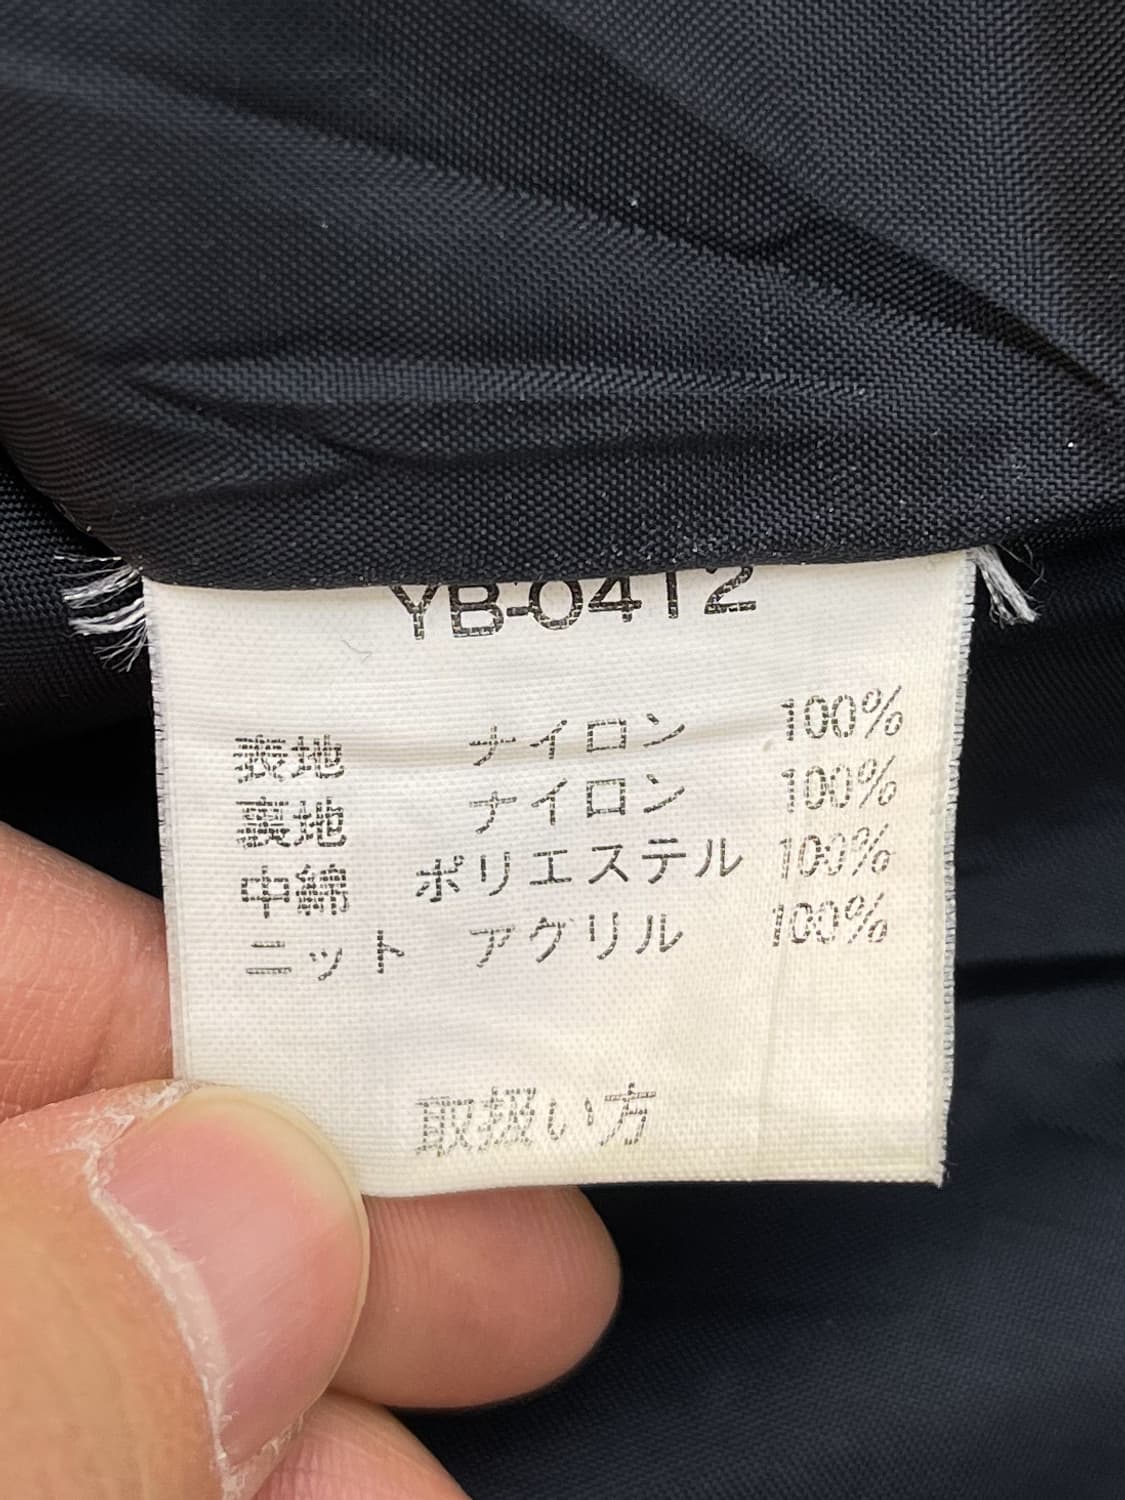 YB-0412
表地 ナイロン 100%
裏地 ナイロン 100%
中綿 ポリエステル 100%
ニット アクリル 100%
取扱い方